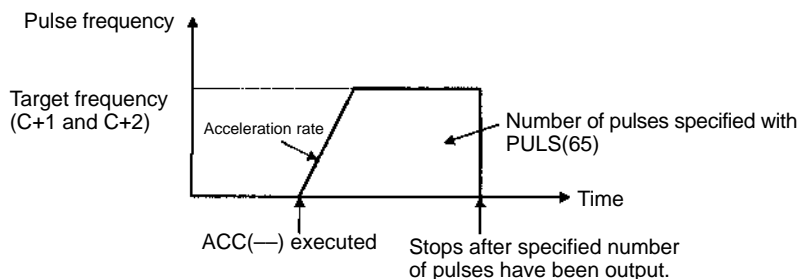 Pulse frequency
Target frequency
(C+1 and C+2)
Acceleration rate
Number of pulses specified with
PULS(65)
Time
ACC(––) executed
Stops after specified number
of pulses have been output.